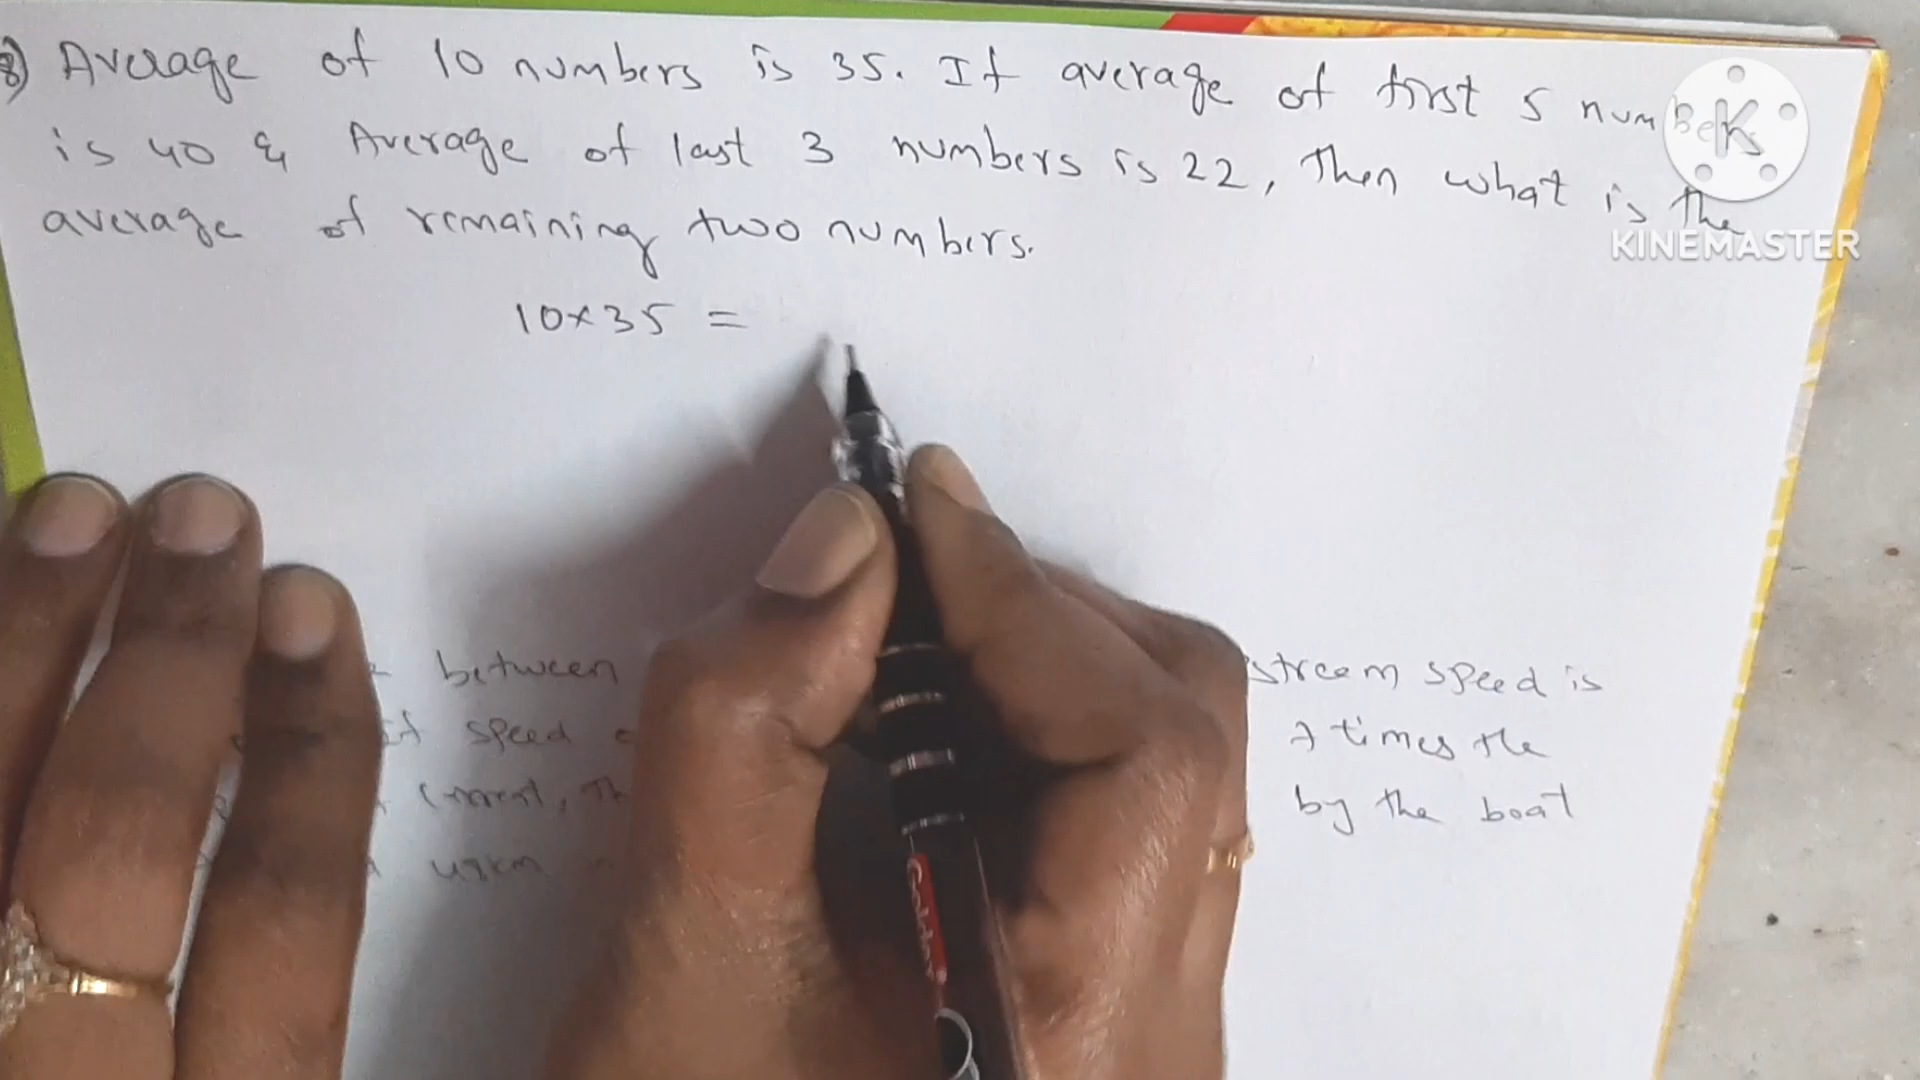 8) Average of 10 numbers is 35. If average of first 5 numbers
is 40 & Average of last 3 numbers is 22, Then what is the
average of remaining two numbers.
10×35 =
between stream speed is
speed 7 times the
by the boat
48km
K
KINEMASTER